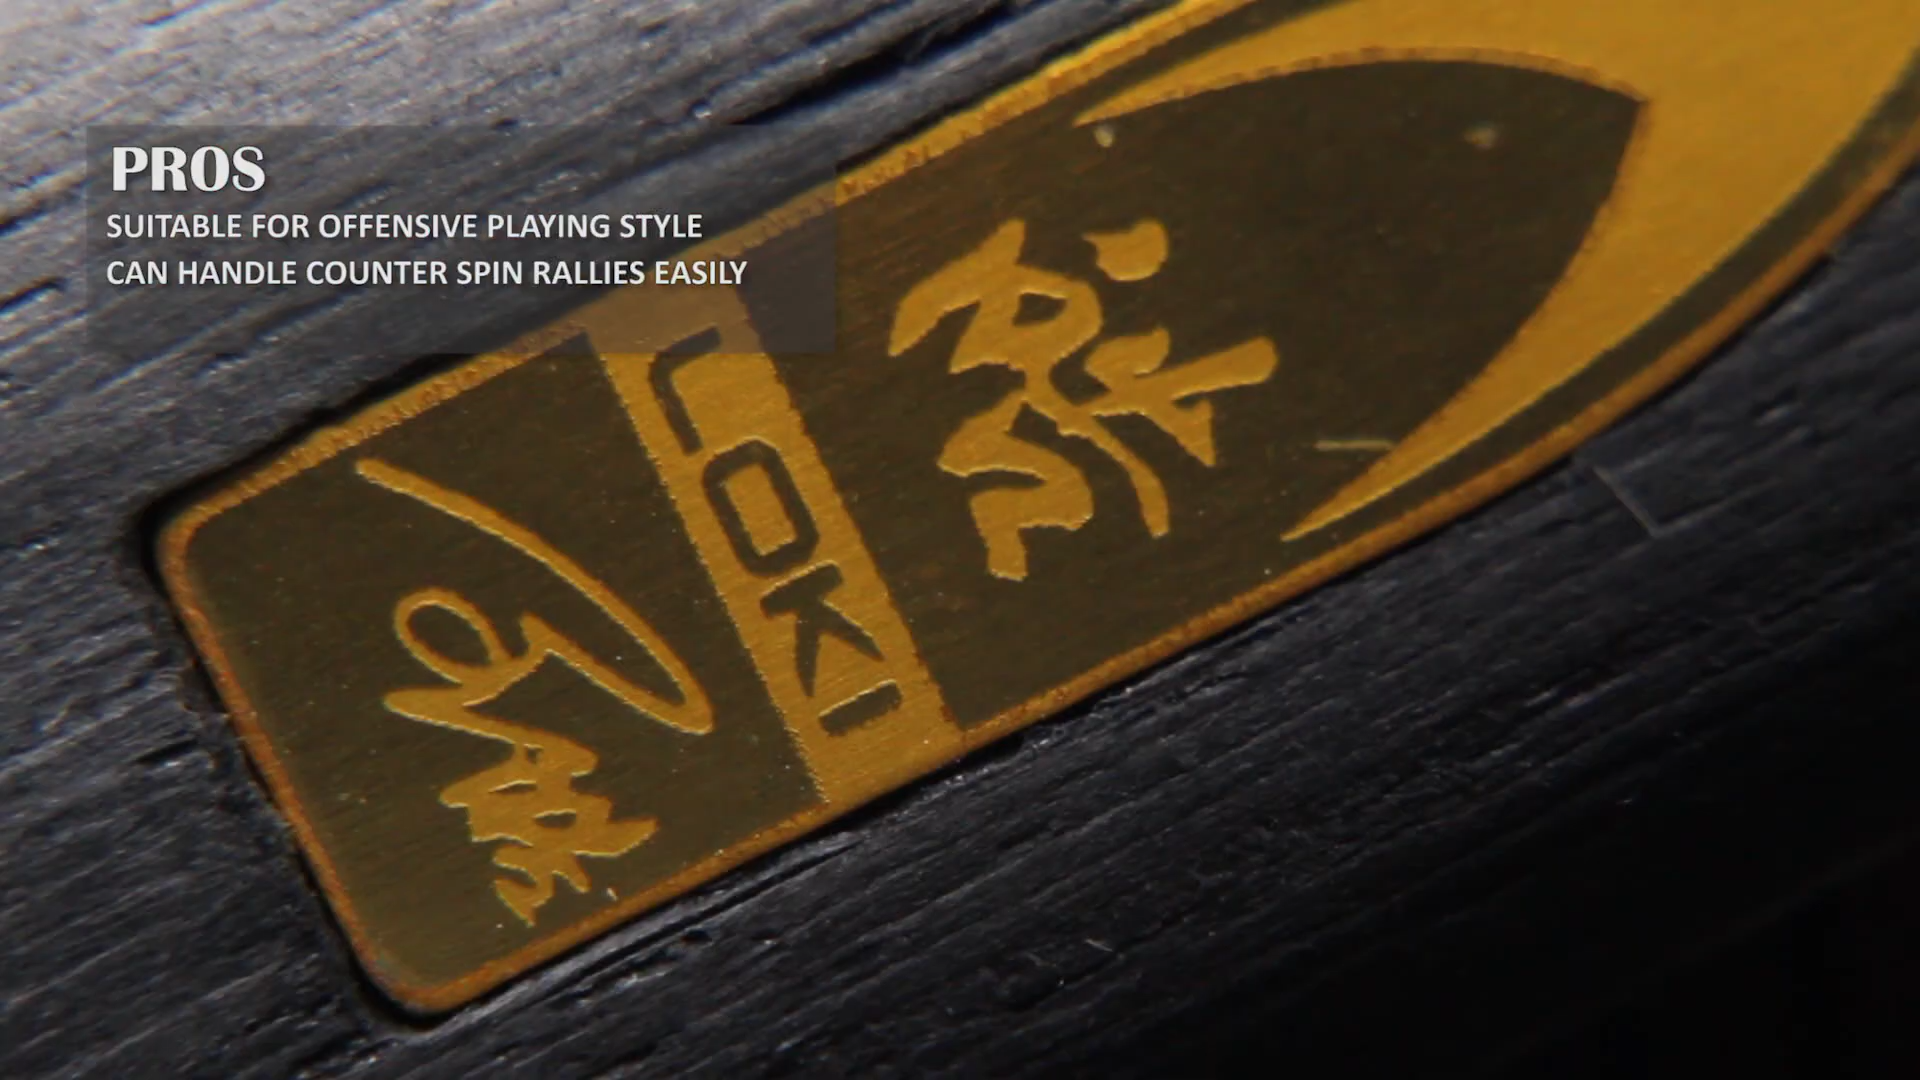 PROS
SUITABLE FOR OFFENSIVE PLAYING STYLE
CAN HANDLE COUNTER SPIN RALLIES EASILY
LOKI